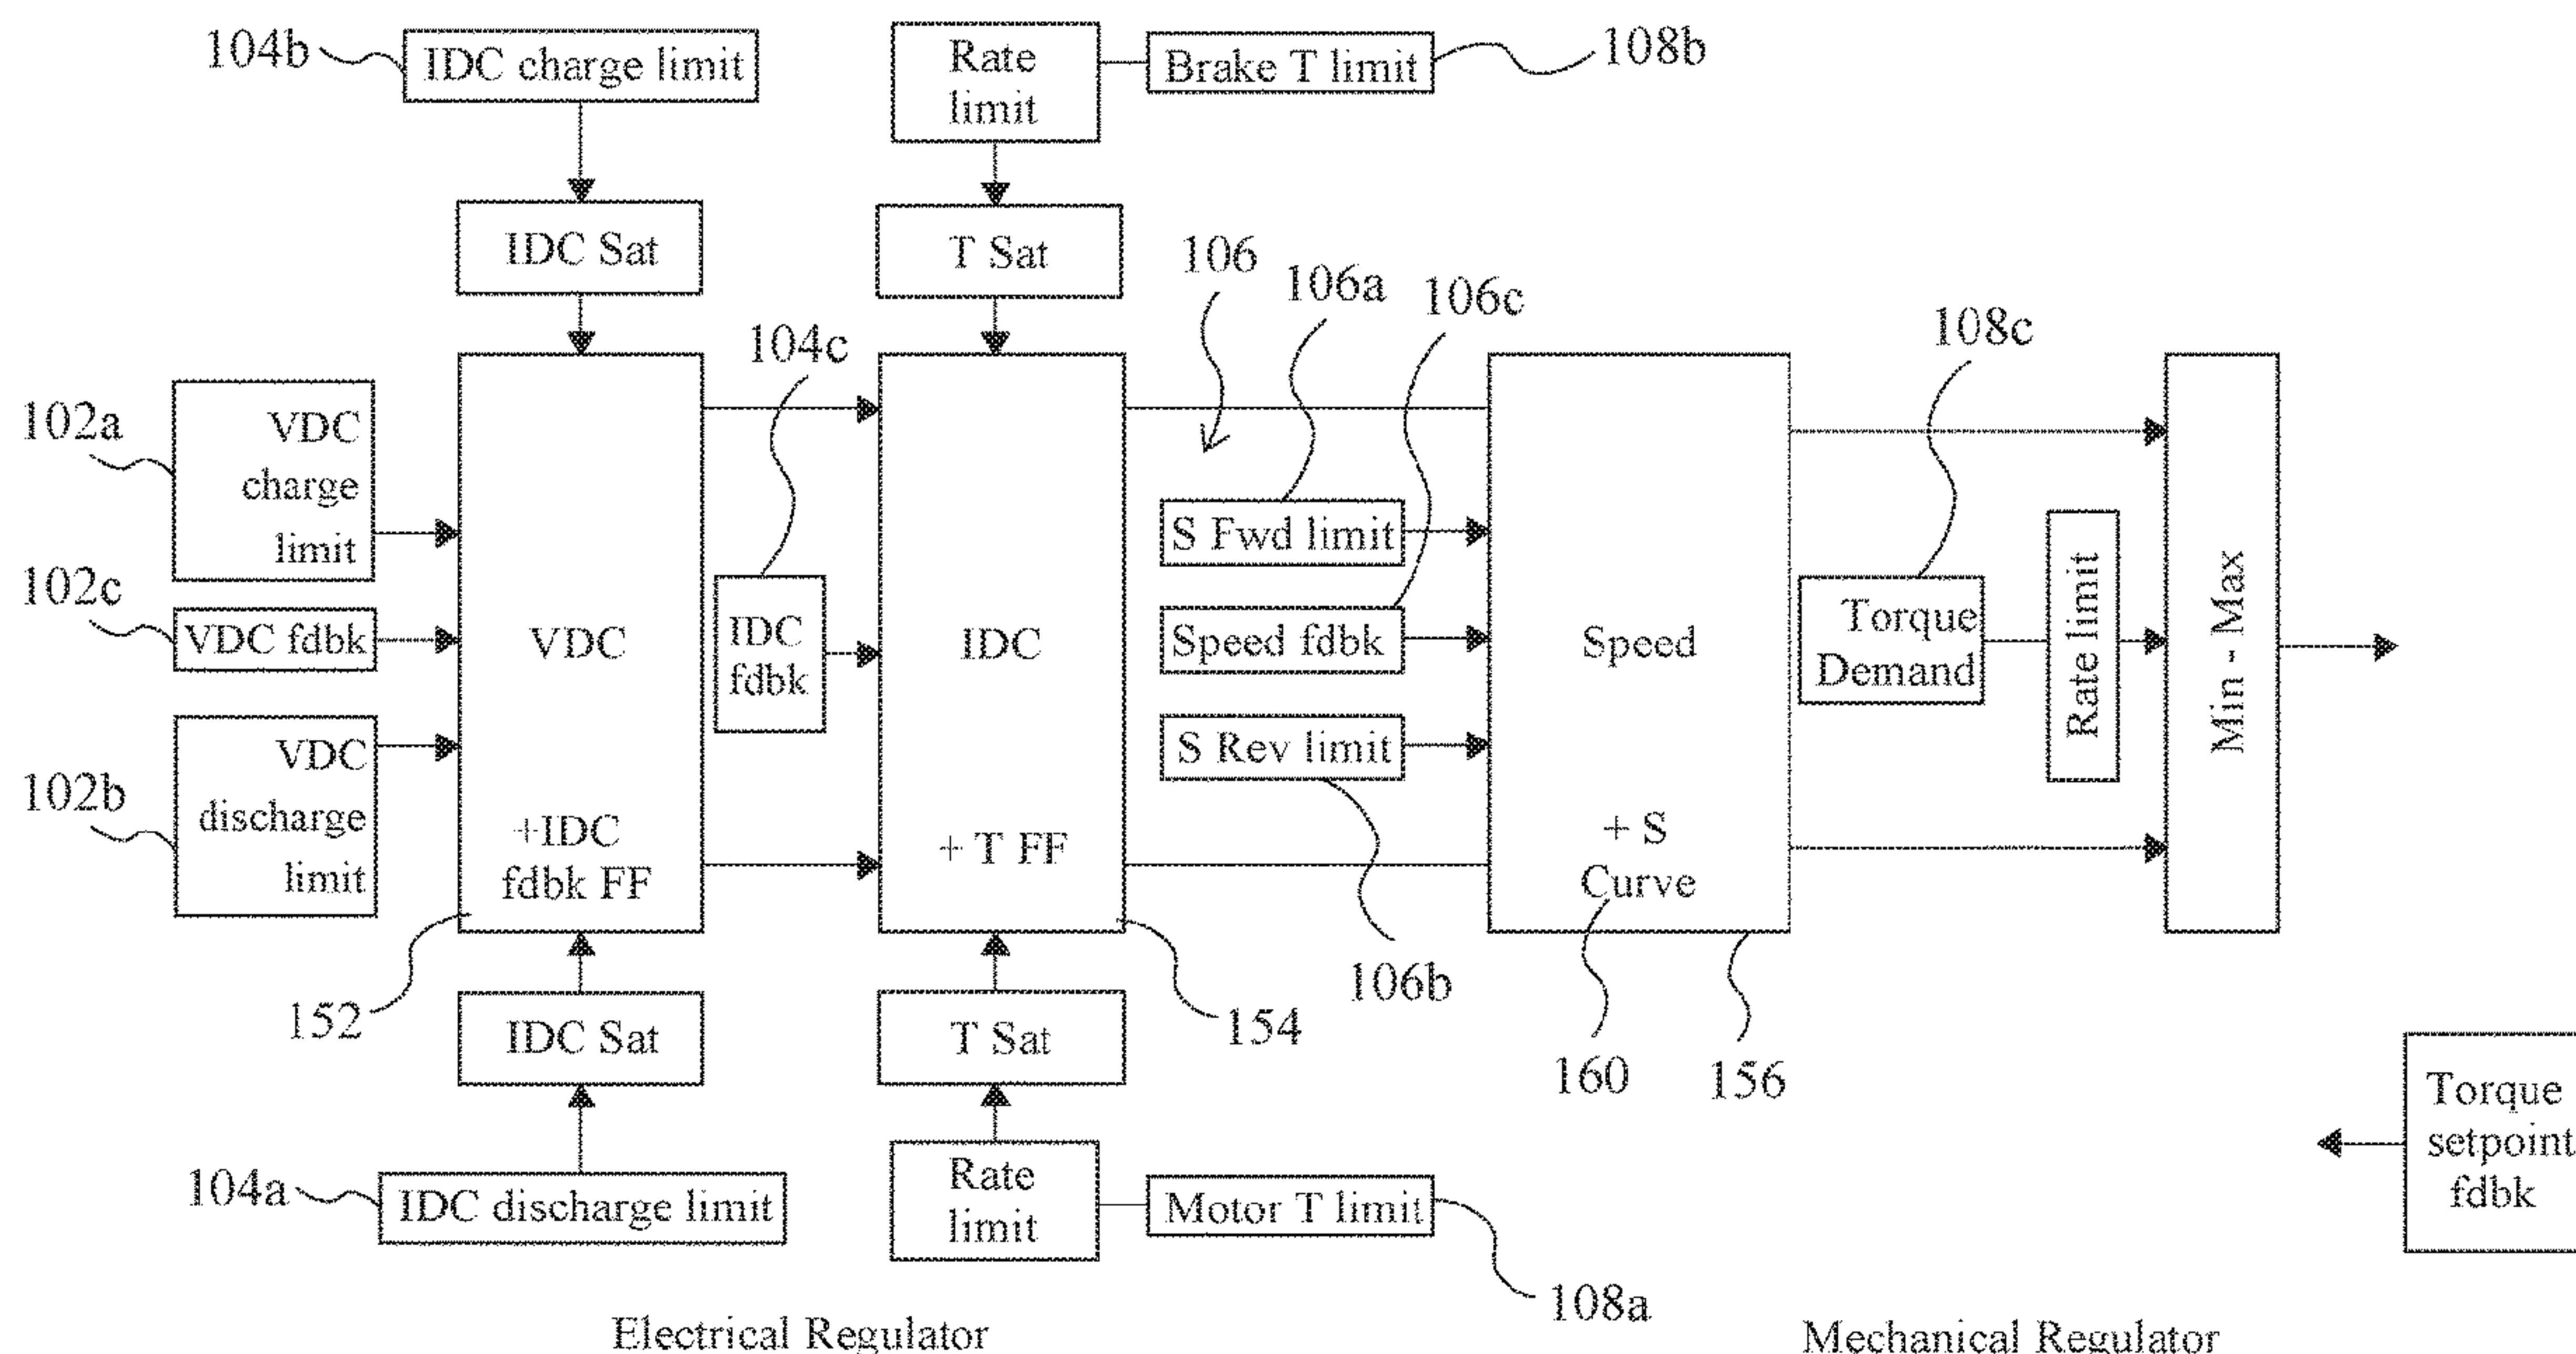 104b
IDC charge limit
Rate
limit
Brake T limit
108b
IDC Sat
T Sat
106
106a
106c
104c
108c
102a
VDC
charge
limit
102c
VDC fdbk
102b
VDC
discharge
limit
VDC
+IDC
fdbk FF
IDC
fdbk
IDC
+ T FF
S Fwd limit
Speed fdbk
S Rev limit
Speed
+ S
Curve
Torque
Demand
Rate limit
Min - Max
152
IDC Sat
T Sat
154
106b
160
156
Torque
setpoint
fdbk
104a
IDC discharge limit
Rate
limit
Motor T limit
108a
Electrical Regulator
Mechanical Regulator